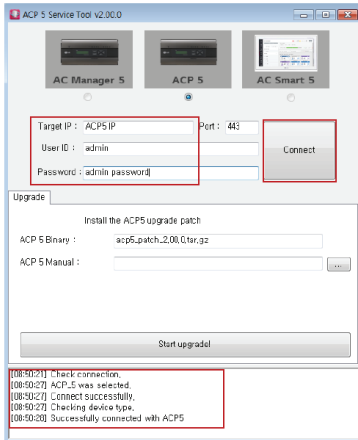 ACP 5 Service Tool v2.00.0
AC Manager 5 ACP 5 AC Smart 5
Target IP : ACP5 IP Port : 443
User ID : admin
Connect
Password : admin password
Upgrade
Install the ACP5 upgrade patch
ACP 5 Binary : acp5_patch_2,00,0,tar,gz
ACP 5 Manual : ...
Start upgrade!
[08:50:21] Check connection,
[08:50:27] ACP_5 was selected,
[08:50:27] Connect successfully,
[08:50:27] Checking device type,
[08:50:28] Successfully connected with ACP5